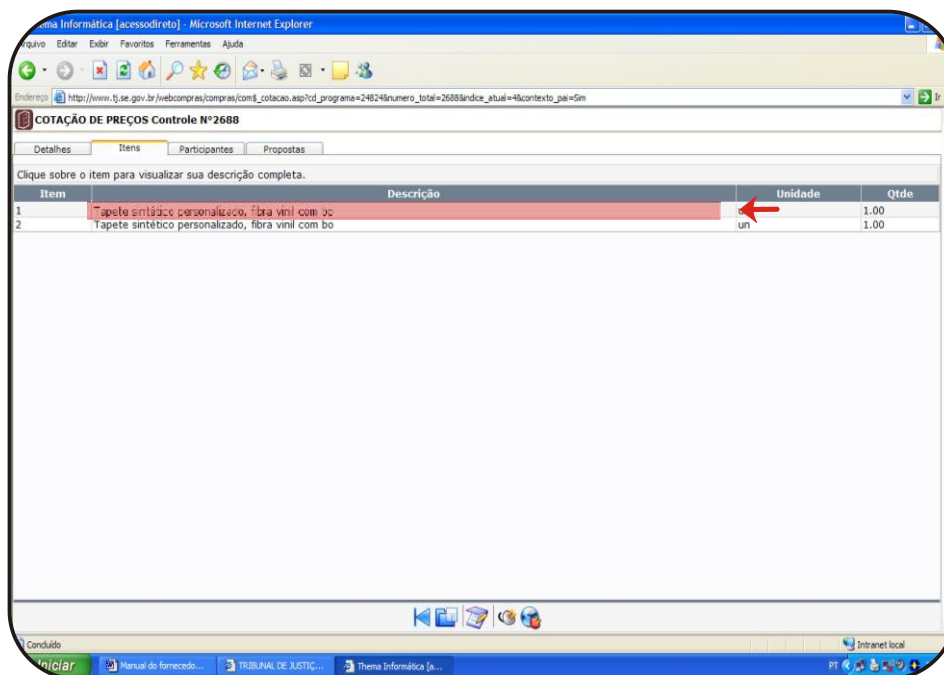 ema Informática [acessodireto] - Microsoft Internet Explorer
rquivo Editar Exibir Favoritos Ferramentas Ajuda
Endereço http://www.tj.se.gov.br/webcompras/compras/com$_cotacao.asp?cd_programa=24824&numero_total=2688&indice_atual=4&contexto_pai=Sim Ir
COTAÇÃO DE PREÇOS Controle Nº2688
Detalhes Itens Participantes Propostas
Clique sobre o item para visualizar sua descrição completa.
Item Descrição Unidade Qtde
1 Tapete sintético personalizado, fibra vinil com bo 1.00
2 Tapete sintético personalizado, fibra vinil com bo un 1.00
Concluído Intranet local
Iniciar Manual do fornecedo... TRIBUNAL DE JUSTIÇ... Thema Informática [a... PT